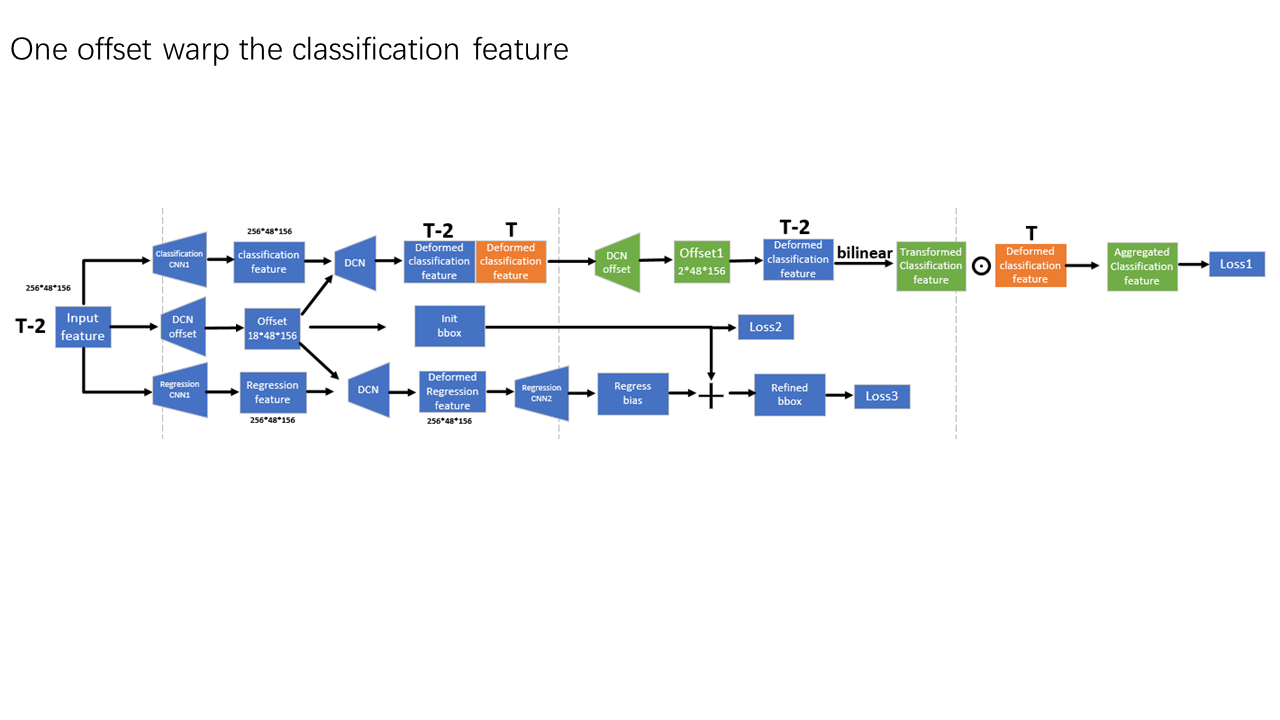 One offset warp the classification feature
T-2
T
T-2
T
256*48*156
Classification
CNN1
classification
feature
DCN
Deformed
classification
feature
Deformed
classification
feature
DCN
offset
Offset1
2*48*156
Deformed
classification
feature
bilinear
Transformed
Classification
feature
Deformed
classification
feature
Aggregated
Classification
feature
Loss1
256*48*156
T-2
Input
feature
DCN
offset
Offset
18*48*156
Init
bbox
Loss2
Regression
CNN1
Regression
feature
256*48*156
DCN
Deformed
Regression
feature
256*48*156
Regression
CNN2
Regress
bias
Refined
bbox
Loss3